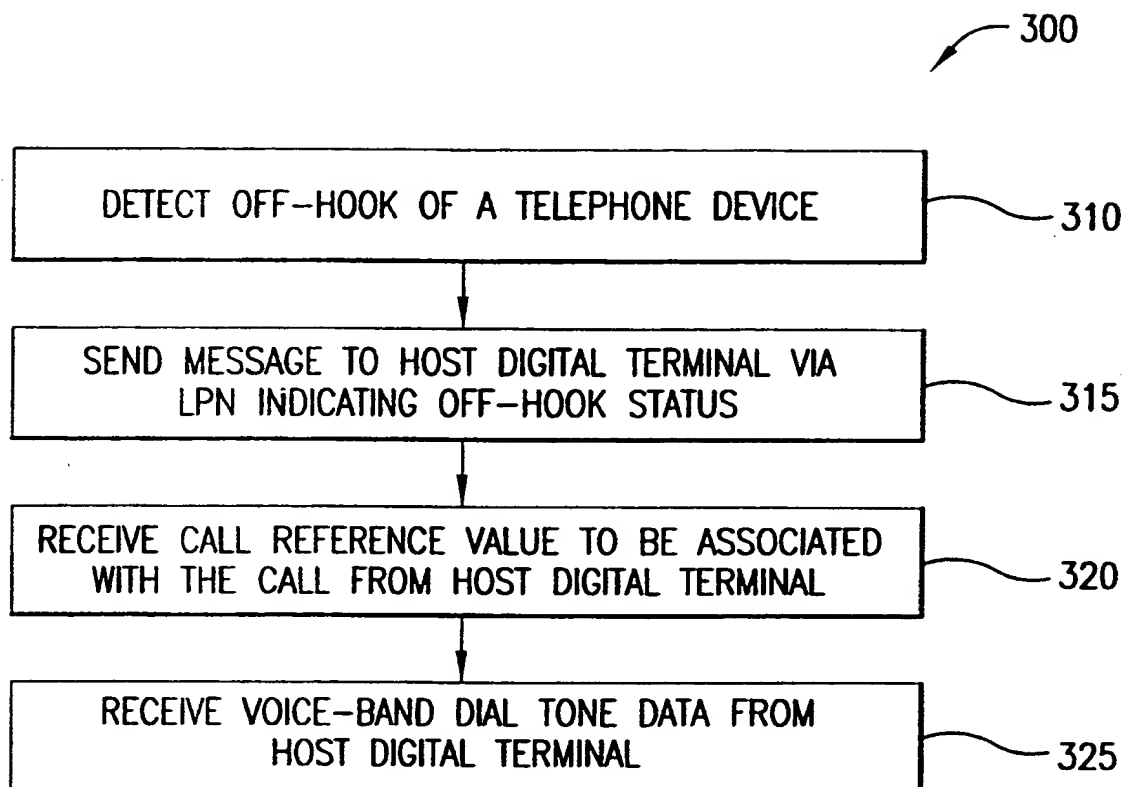 300
DETECT OFF-HOOK OF A TELEPHONE DEVICE
310
SEND MESSAGE TO HOST DIGITAL TERMINAL VIA
LPN INDICATING OFF-HOOK STATUS
315
RECEIVE CALL REFERENCE VALUE TO BE ASSOCIATED
WITH THE CALL FROM HOST DIGITAL TERMINAL
320
RECEIVE VOICE-BAND DIAL TONE DATA FROM
HOST DIGITAL TERMINAL
325